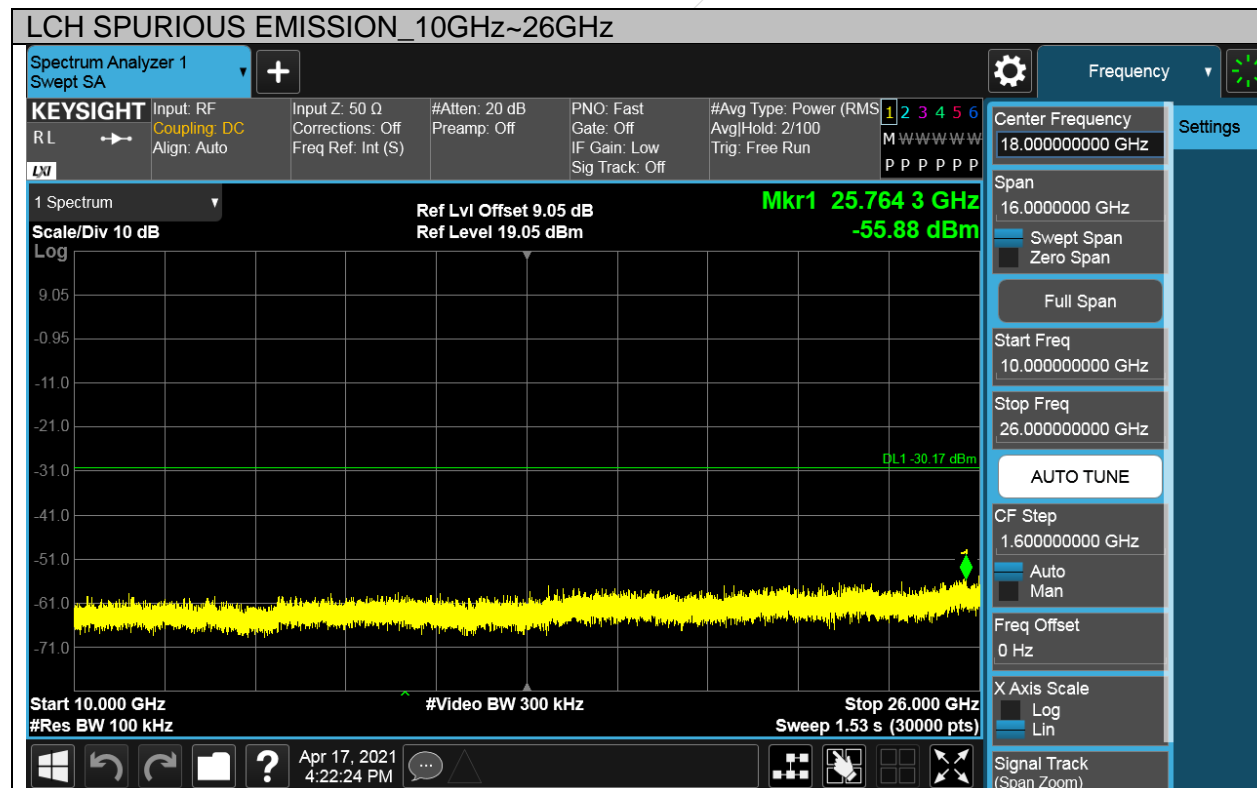 LCH SPURIOUS EMISSION_10GHz~26GHz
Spectrum Analyzer 1
Swept SA
Frequency
KEYSIGHT
RL
LXI
Input: RF
Coupling: DC
Align: Auto
Input Z: 50 Ω
Corrections: Off
Freq Ref: Int (S)
#Atten: 20 dB
Preamp: Off
PNO: Fast
Gate: Off
IF Gain: Low
Sig Track: Off
#Avg Type: Power (RMS
Avg|Hold: 2/100
Trig: Free Run
1 2 3 4 5 6
M W W W W W
P P P P P P
1 Spectrum
Scale/Div 10 dB
Ref Lvl Offset 9.05 dB
Ref Level 19.05 dBm
Mkr1 25.764 3 GHz
-55.88 dBm
Log
9.05
-0.95
-11.0
-21.0
-31.0
-41.0
-51.0
-61.0
-71.0
DL1 -30.17 dBm
1
Start 10.000 GHz
#Res BW 100 kHz
#Video BW 300 kHz
Stop 26.000 GHz
Sweep 1.53 s (30000 pts)
Center Frequency
18.000000000 GHz
Settings
Span
16.0000000 GHz
Swept Span
Zero Span
Full Span
Start Freq
10.000000000 GHz
Stop Freq
26.000000000 GHz
AUTO TUNE
CF Step
1.600000000 GHz
Auto
Man
Freq Offset
0 Hz
X Axis Scale
Log
Lin
Signal Track
(Span Zoom)
?
Apr 17, 2021
4:22:24 PM